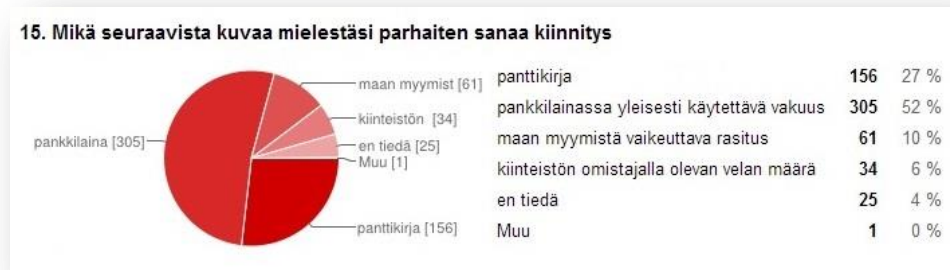 15. Mikä seuraavista kuvaa mielestäsi parhaiten sanaa kiinnitys
maan myymist [61]
kiinteistön [34]
en tiedä [25]
Muu [1]
pankkilaina [305]
panttikirja [156]
panttikirja 156 27 %
pankkilainassa yleisesti käytettävä vakuus 305 52 %
maan myymistä vaikeuttava rasitus 61 10 %
kiinteistön omistajalla olevan velan määrä 34 6 %
en tiedä 25 4 %
Muu 1 0 %